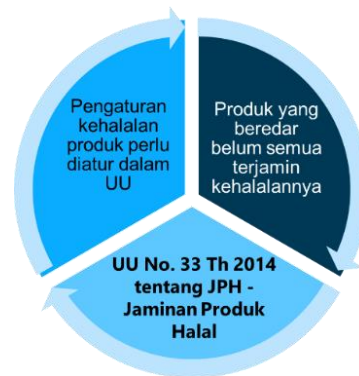 Pengaturan
kehalalan
produk perlu
diatur dalam
UU
Produk yang
beredar
belum semua
terjamin
kehalalannya
UU No. 33 Th 2014
tentang JPH -
Jaminan Produk
Halal